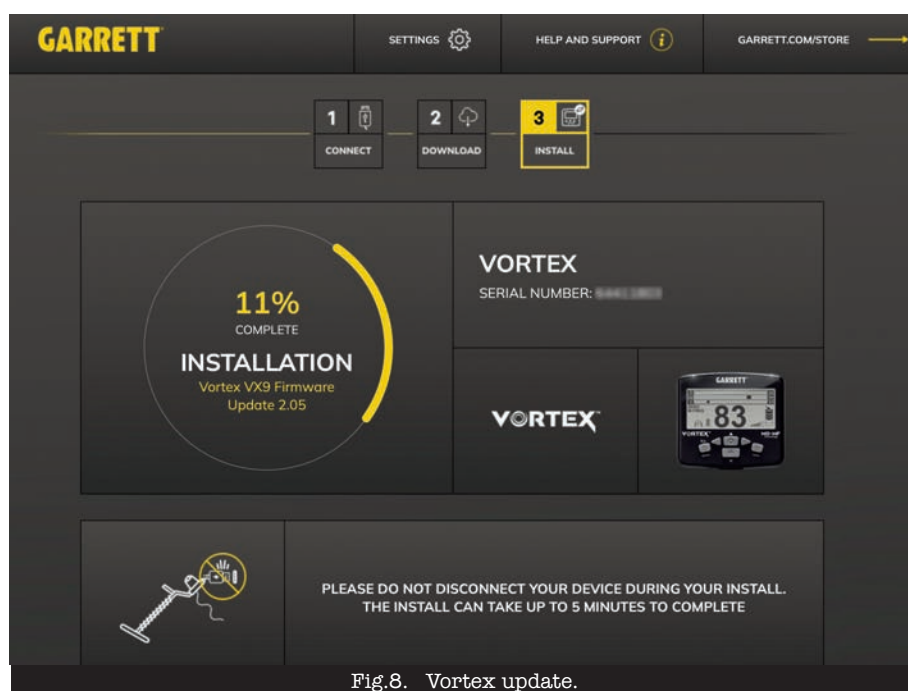 GARRETT
SETTINGS
HELP AND SUPPORT i
GARRETT.COM/STORE
1
2
3
CONNECT
DOWNLOAD
INSTALL
11%
COMPLETE
INSTALLATION
Vortex VX9 Firmware
Update 2.05
VORTEX
SERIAL NUMBER:
VORTEX™
GARRETT
83
VORTEX
PLEASE DO NOT DISCONNECT YOUR DEVICE DURING YOUR INSTALL.
THE INSTALL CAN TAKE UP TO 5 MINUTES TO COMPLETE
Fig.8. Vortex update.